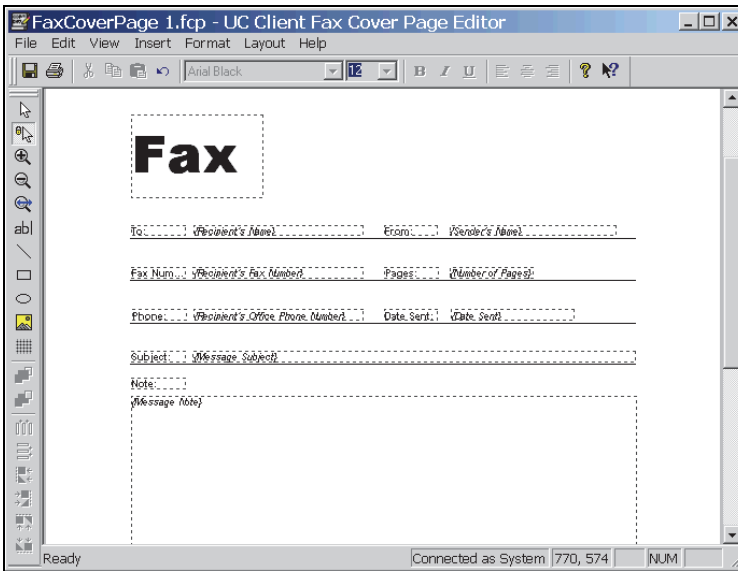 FaxCoverPage 1.fcp - UC Client Fax Cover Page Editor
File Edit View Insert Format Layout Help
Arial Black 12 B I U
ab|
Fax
To: {Recipient's Name} From: {Sender's Name}
Fax Num... {Recipient's Fax Number} Pages: {Number of Pages}
Phone: {Recipient's Office Phone Number} Date Sent: {Date Sent}
Subject: {Message Subject}
Note:
{Message Note}
Ready Connected as System 770, 574 NUM